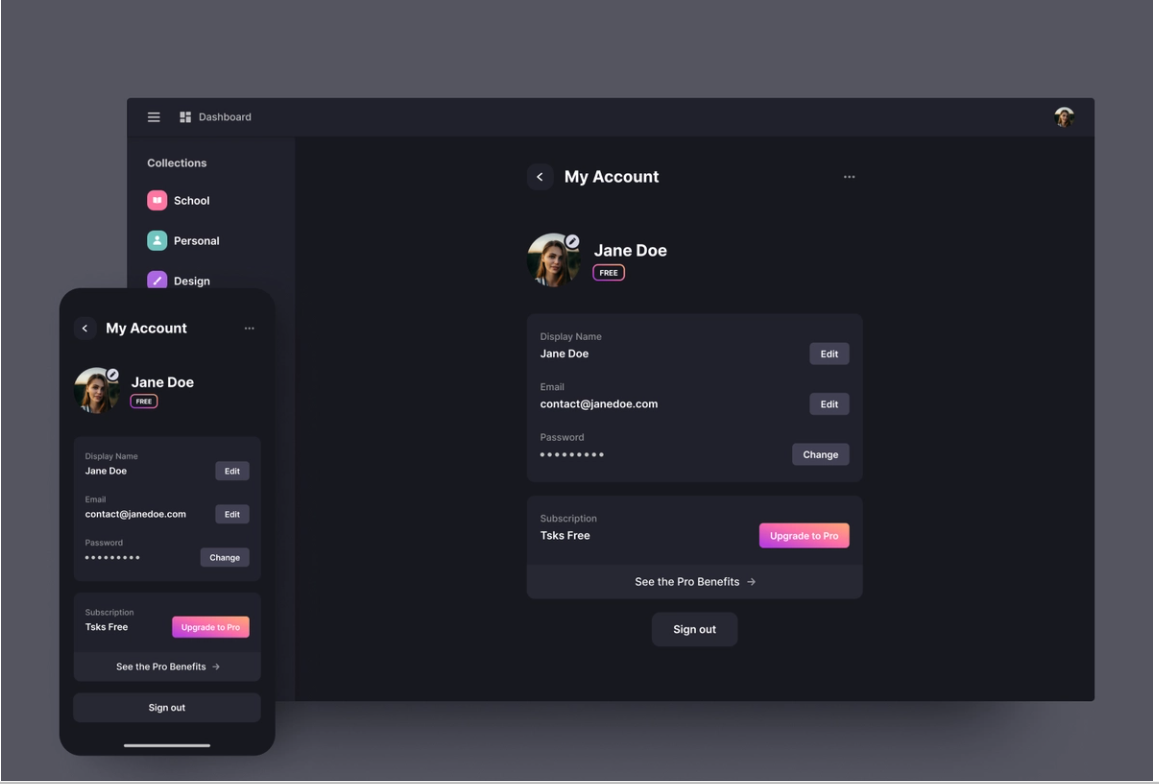 Dashboard
Collections
School
Personal
Design
My Account
Jane Doe
FREE
Display Name
Jane Doe
Edit
Email
contact@janedoe.com
Edit
Password
Change
Subscription
Tsks Free
Upgrade to Pro
See the Pro Benefits →
Sign out
My Account
Jane Doe
FREE
Display Name
Jane Doe
Edit
Email
contact@janedoe.com
Edit
Password
Change
Subscription
Tsks Free
Upgrade to Pro
See the Pro Benefits →
Sign out